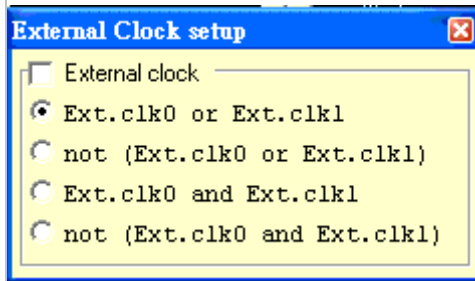 External Clock setup
External clock
Ext.clk0 or Ext.clk1
not (Ext.clk0 or Ext.clk1)
Ext.clk0 and Ext.clk1
not (Ext.clk0 and Ext.clk1)